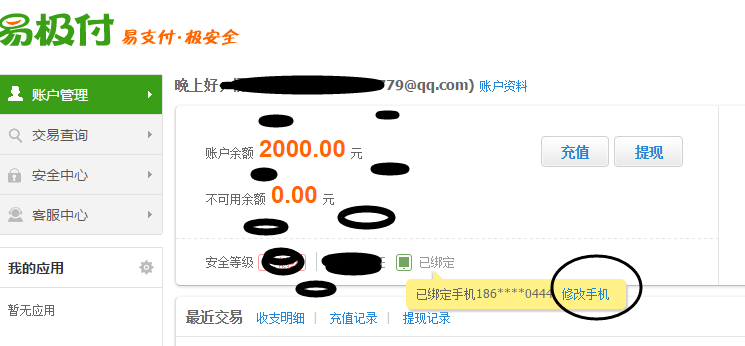 易极付 易支付·极安全
晚上好, 79@qq.com) 账户资料
账户管理
交易查询
安全中心
客服中心
账户余额 2000.00 元
充值 提现
不可用余额 0.00 元
安全等级 已绑定
已绑定手机186****0444 修改手机
我的应用
暂无应用
最近交易 收支明细 充值记录 提现记录